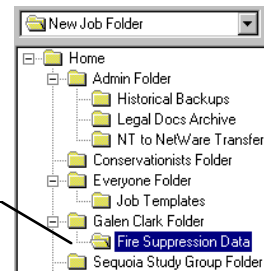 New Job Folder
Home
Admin Folder
Historical Backups
Legal Docs Archive
NT to NetWare Transfer
Conservationists Folder
Everyone Folder
Job Templates
Galen Clark Folder
Fire Suppression Data
Sequoia Study Group Folder